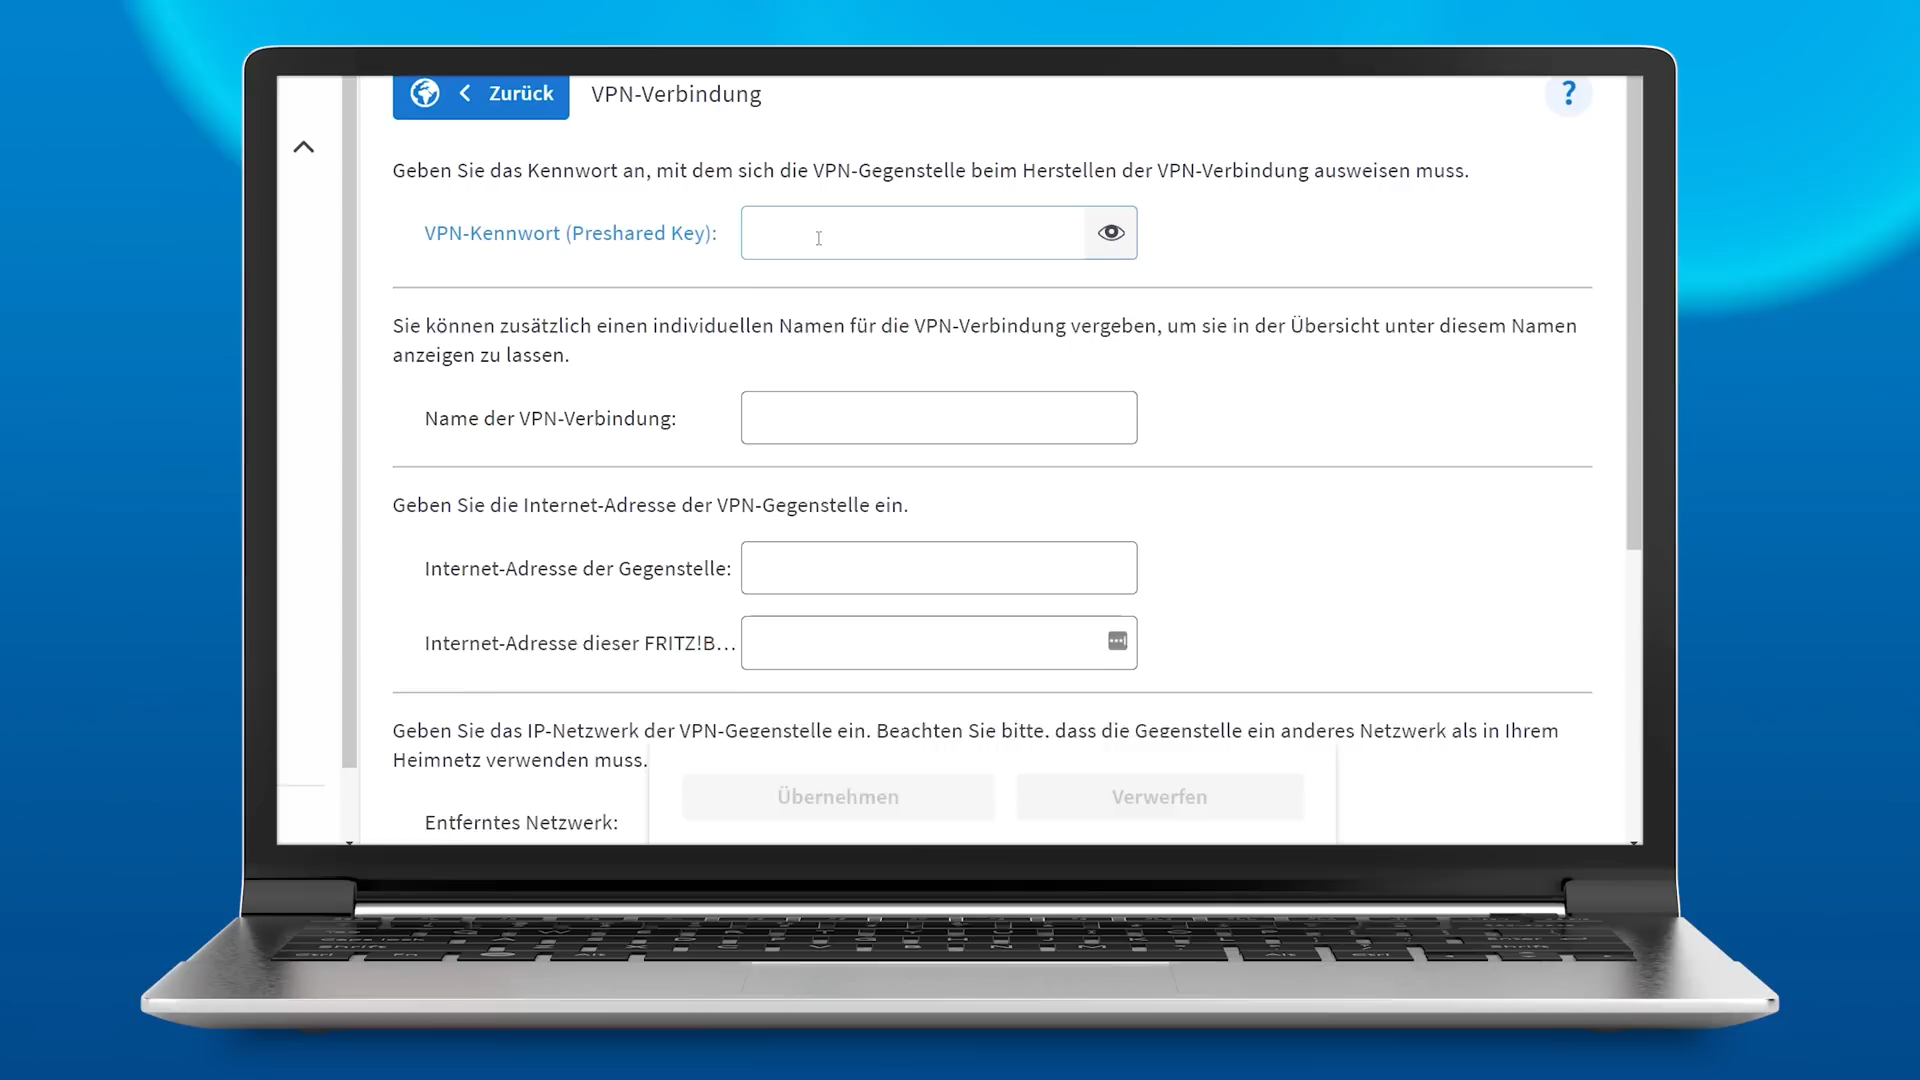 Zurück VPN-Verbindung ?
Geben Sie das Kennwort an, mit dem sich die VPN-Gegenstelle beim Herstellen der VPN-Verbindung ausweisen muss.
VPN-Kennwort (Preshared Key):
Sie können zusätzlich einen individuellen Namen für die VPN-Verbindung vergeben, um sie in der Übersicht unter diesem Namen
anzeigen zu lassen.
Name der VPN-Verbindung:
Geben Sie die Internet-Adresse der VPN-Gegenstelle ein.
Internet-Adresse der Gegenstelle:
Internet-Adresse dieser FRITZ!B...
Geben Sie das IP-Netzwerk der VPN-Gegenstelle ein. Beachten Sie bitte, dass die Gegenstelle ein anderes Netzwerk als in Ihrem
Heimnetz verwenden muss.
Übernehmen Verwerfen
Entferntes Netzwerk: